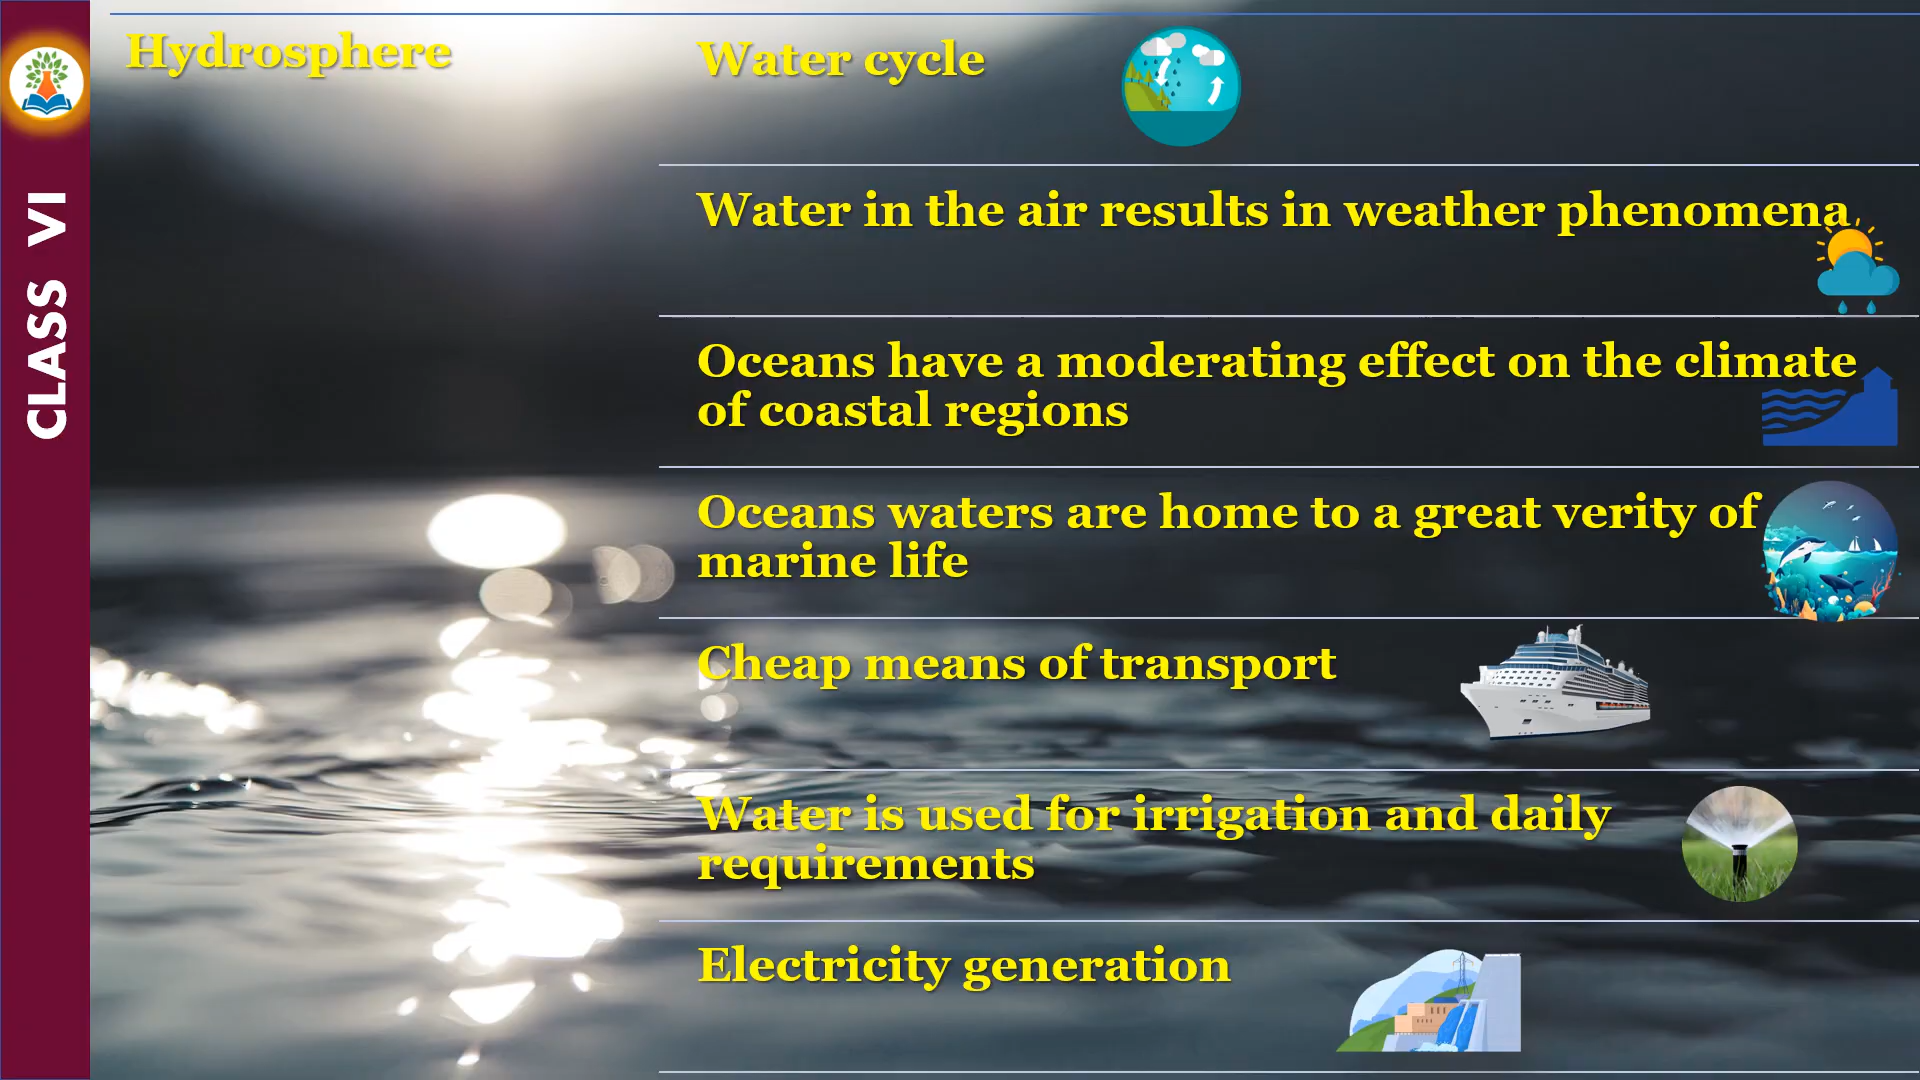 CLASS VI
Hydrosphere
Water cycle
Water in the air results in weather phenomena
Oceans have a moderating effect on the climate
of coastal regions
Oceans waters are home to a great verity of
marine life
Cheap means of transport
Water is used for irrigation and daily
requirements
Electricity generation